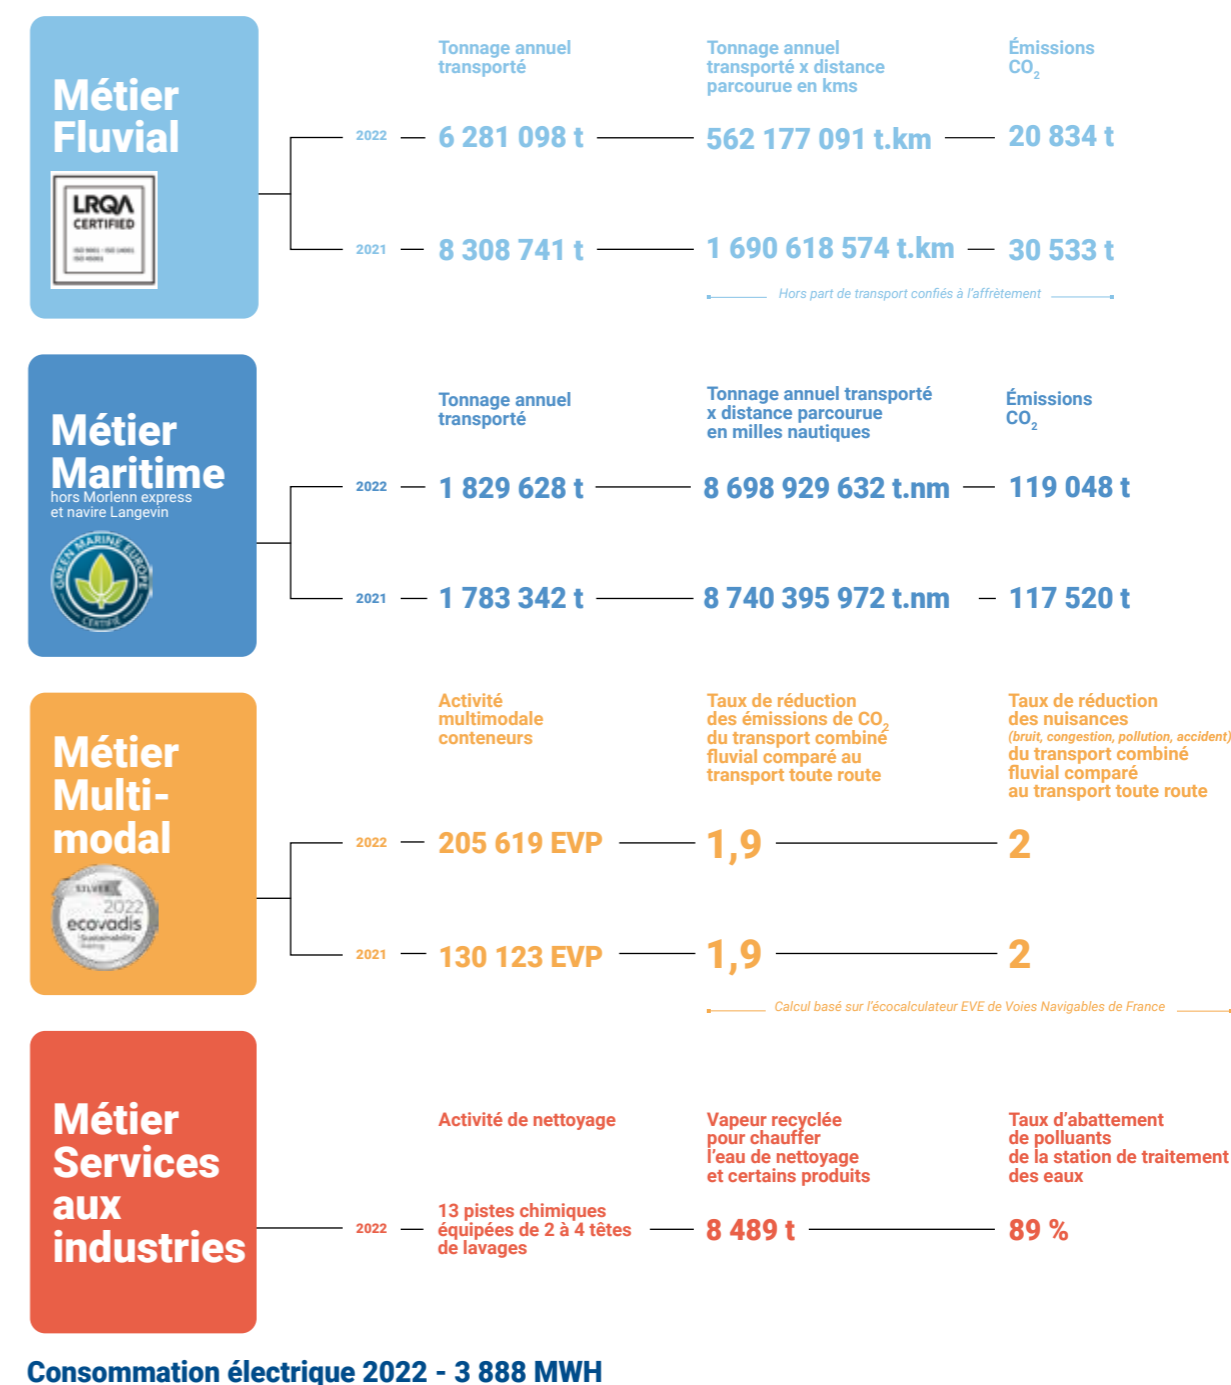 Métier
Fluvial
LRQA
CERTIFIED
ISO 9001 - ISO 14001
ISO 45001
Tonnage annuel
transporté
Tonnage annuel
transporté x distance
parcourue en kms
Émissions
CO2
2022 6 281 098 t 562 177 091 t.km 20 834 t
2021 8 308 741 t 1 690 618 574 t.km 30 533 t
Hors part de transport confiés à l'affrètement
Métier
Maritime
hors Morlenn express
et navire Langevin
GREEN MARINE EUROPE
CERTIFIÉ
Tonnage annuel
transporté
Tonnage annuel transporté
x distance parcourue
en milles nautiques
Émissions
CO2
2022 1 829 628 t 8 698 929 632 t.nm 119 048 t
2021 1 783 342 t 8 740 395 972 t.nm 117 520 t
Métier
Multi-
modal
SILVER
2022
ecovadis
Sustainability
Rating
Activité
multimodale
conteneurs
Taux de réduction
des émissions de CO2
du transport combiné
fluvial comparé au
transport toute route
Taux de réduction
des nuisances
(bruit, congestion, pollution, accident)
du transport combiné
fluvial comparé
au transport toute route
2022 205 619 EVP 1,9 2
2021 130 123 EVP 1,9 2
Calcul basé sur l'écocalculateur EVE de Voies Navigables de France
Métier
Services
aux
industries
Activité de nettoyage
Vapeur recyclée
pour chauffer
l'eau de nettoyage
et certains produits
Taux d'abattement
de polluants
de la station de traitement
des eaux
2022
13 pistes chimiques
équipées de 2 à 4 têtes
de lavages
8 489 t
89 %
Consommation électrique 2022 - 3 888 MWH